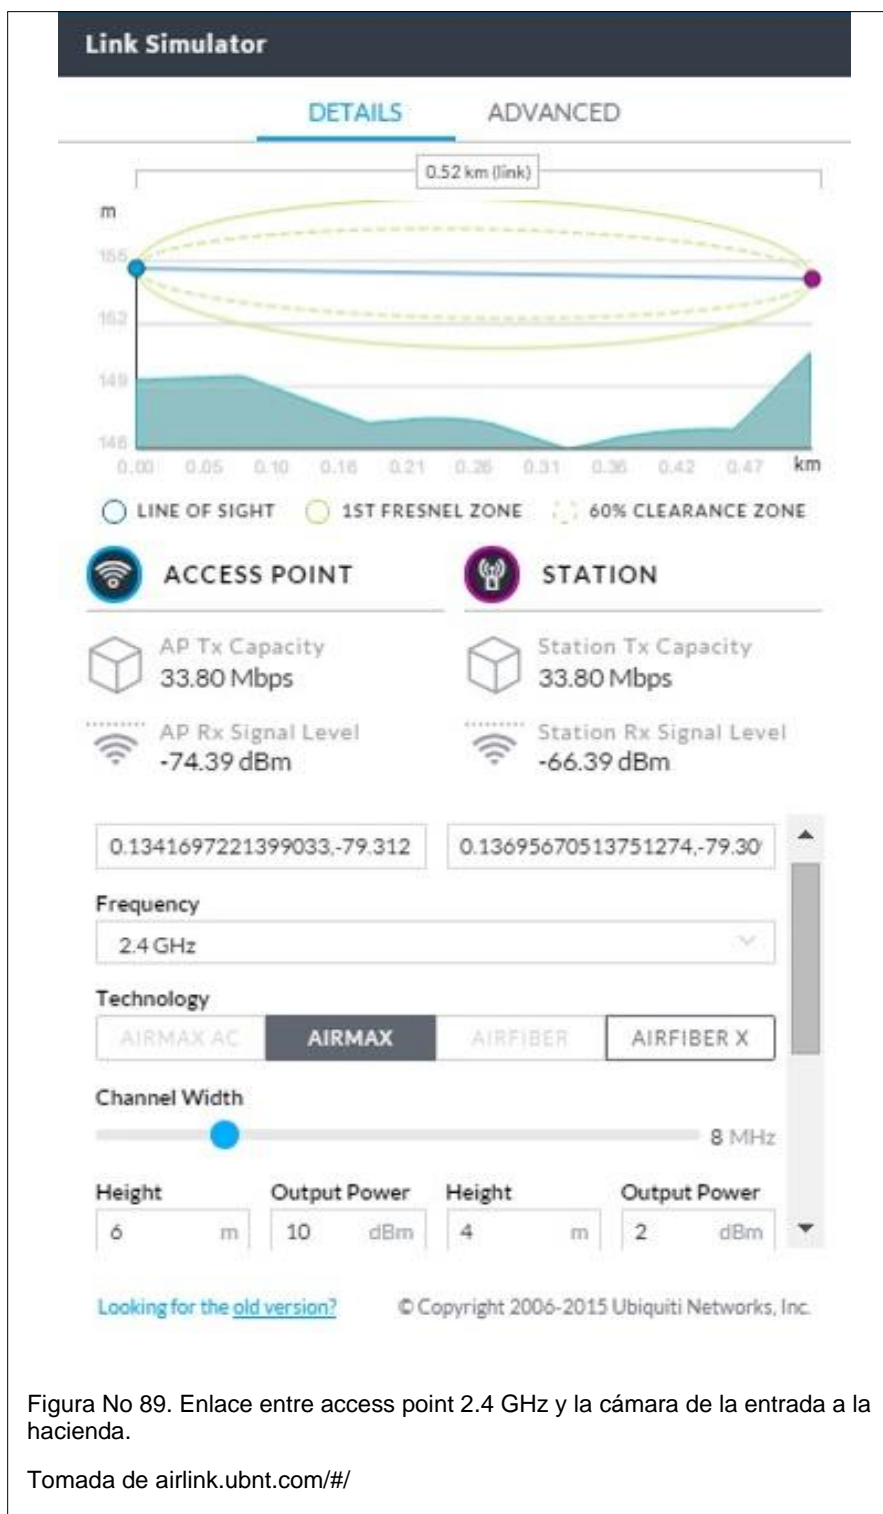 Link Simulator
DETAILS ADVANCED
0.52 km (link)
m
155
152
149
146
0.00 0.05 0.10 0.16 0.21 0.26 0.31 0.36 0.42 0.47 km
LINE OF SIGHT 1ST FRESNEL ZONE 60% CLEARANCE ZONE
ACCESS POINT STATION
AP Tx Capacity Station Tx Capacity
33.80 Mbps 33.80 Mbps
AP Rx Signal Level Station Rx Signal Level
-74.39 dBm -66.39 dBm
0.1341697221399033,-79.312 0.13695670513751274,-79.30
Frequency
2.4 GHz
Technology
AIRMAX AC AIRMAX AIRFIBER AIRFIBER X
Channel Width
8 MHz
Height Output Power Height Output Power
6 m 10 dBm 4 m 2 dBm
Looking for the old version? © Copyright 2006-2015 Ubiquiti Networks, Inc.
Figura No 89. Enlace entre access point 2.4 GHz y la cámara de la entrada a la
hacienda.
Tomada de airlink.ubnt.com/#/